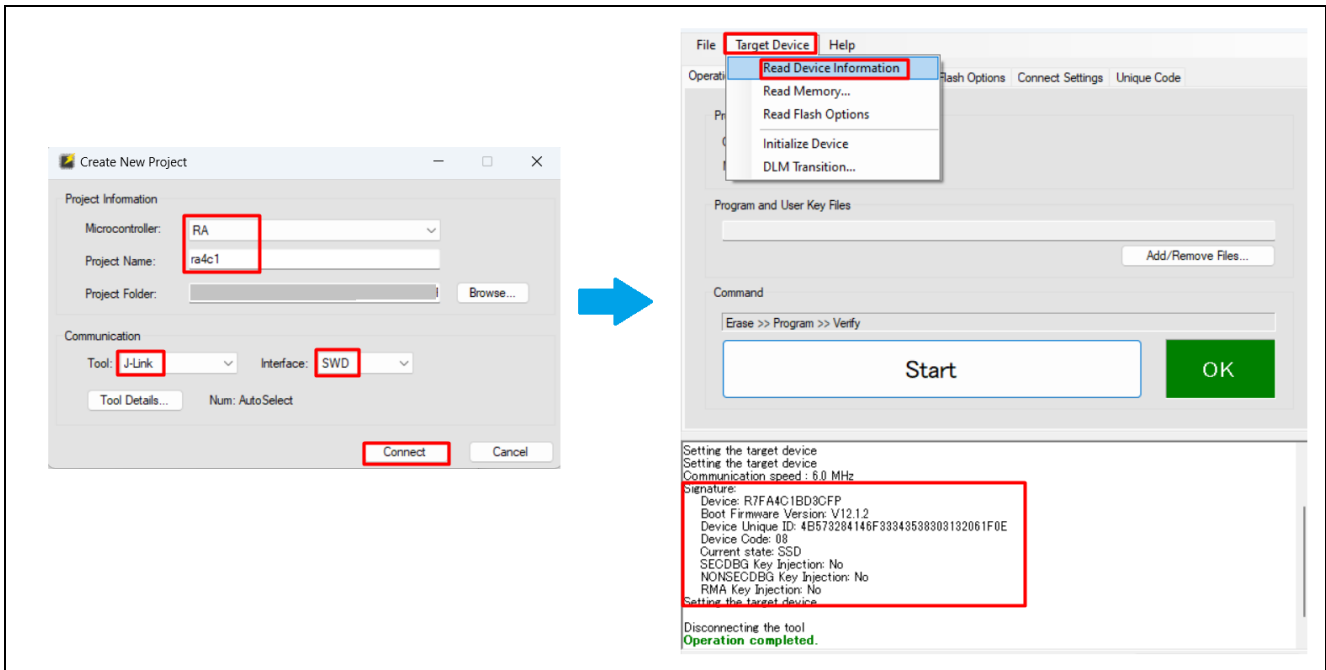 Create New Project
Project Information
Microcontroller: RA
Project Name: ra4c1
Project Folder: Browse...
Communication
Tool: J-Link Interface: SWD
Tool Details... Num: AutoSelect
Connect Cancel
File Target Device Help
Read Device Information
Read Memory...
Read Flash Options
Initialize Device
DLM Transition...
Operati Flash Options Connect Settings Unique Code
Program and User Key Files
Add/Remove Files...
Command
Erase >> Program >> Verify
Start OK
Setting the target device
Setting the target device
Communication speed : 6.0 MHz
Signature:
Device: R7FA4C1BD3CFP
Boot Firmware Version: V12.1.2
Device Unique ID: 4B573284146F33343538303132061F0E
Device Code: 08
Current state: SSD
SECDBG Key Injection: No
NONSECDBG Key Injection: No
RMA Key Injection: No
Setting the target device
Disconnecting the tool
Operation completed.